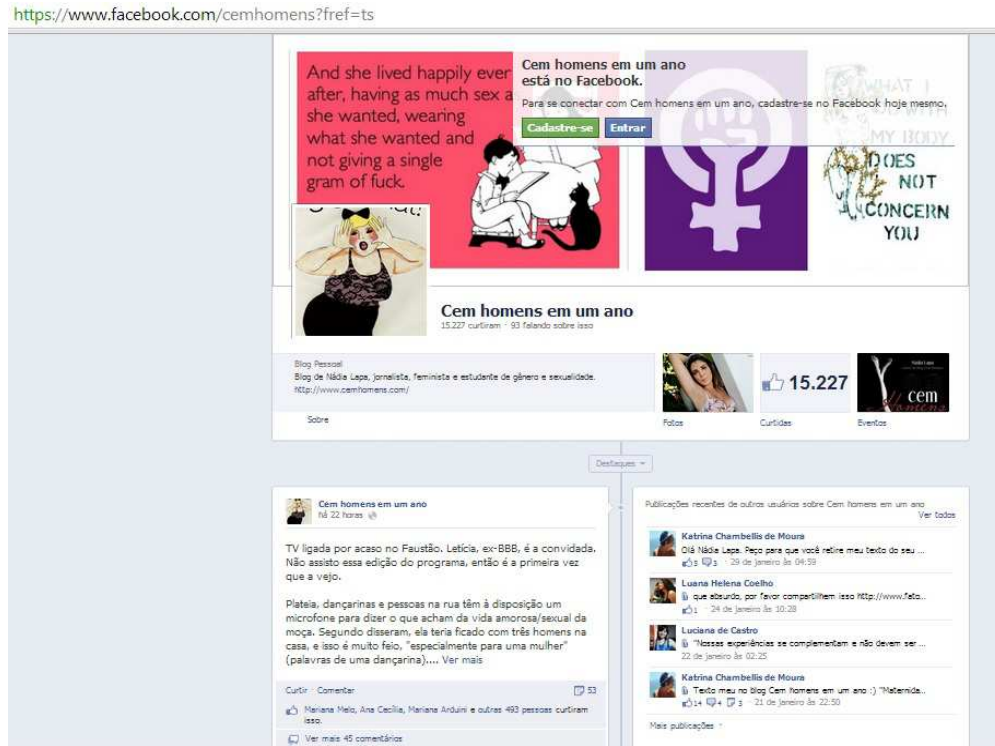 https://www.facebook.com/cemhomens?fref=ts
And she lived happily ever
after, having as much sex a
she wanted, wearing
what she wanted and
not giving a single
gram of fuck.
Cem homens em um ano
está no Facebook.
Para se conectar com Cem homens em um ano, cadastre-se no Facebook hoje mesmo.
Cadastre-se Entrar
WHAT I
DO WITH
MY BODY
DOES
NOT
CONCERN
YOU
Cem homens em um ano
15.227 curtiram · 93 falando sobre isso
Blog Pessoal
Blog de Nádia Lapa, jornalista, feminista e estudante de gênero e sexualidade.
http://www.cemhomens.com/
Sobre
15.227
Nádia Lapa
cem
Homens
Fotos
Curtidas
Eventos
Destaques
Cem homens em um ano
há 22 horas
TV ligada por acaso no Faustão. Letícia, ex-BBB, é a convidada.
Não assisto essa edição do programa, então é a primeira vez
que a vejo.
Plateia, dançarinas e pessoas na rua têm à disposição um
microfone para dizer o que acham da vida amorosa/sexual da
moça. Segundo disseram, ela teria ficado com três homens na
casa, e isso é muito feio, "especialmente para uma mulher"
(palavras de uma dançarina).... Ver mais
Curtir Comentar 53
Mariana Melo, Ana Cecília, Mariana Arduini e outras 493 pessoas curtiram
isso.
Ver mais 45 comentários
Publicações recentes de outros usuários sobre Cem homens em um ano
Ver todos
Katrina Chambellis de Moura
Olá Nádia Lapa. Peço para que você retire meu texto do seu ...
3 3 · 29 de janeiro às 04:59
Luana Helena Coelho
que absurdo, por favor compartilhem isso http://www.fato...
1 · 24 de janeiro às 10:28
Luciana de Castro
"Nossas experiências se complementam e não devem ser ...
22 de janeiro às 02:25
Katrina Chambellis de Moura
Texto meu no blog Cem homens em um ano :) "Maternida...
14 4 3 · 21 de janeiro às 22:50
Mais publicações